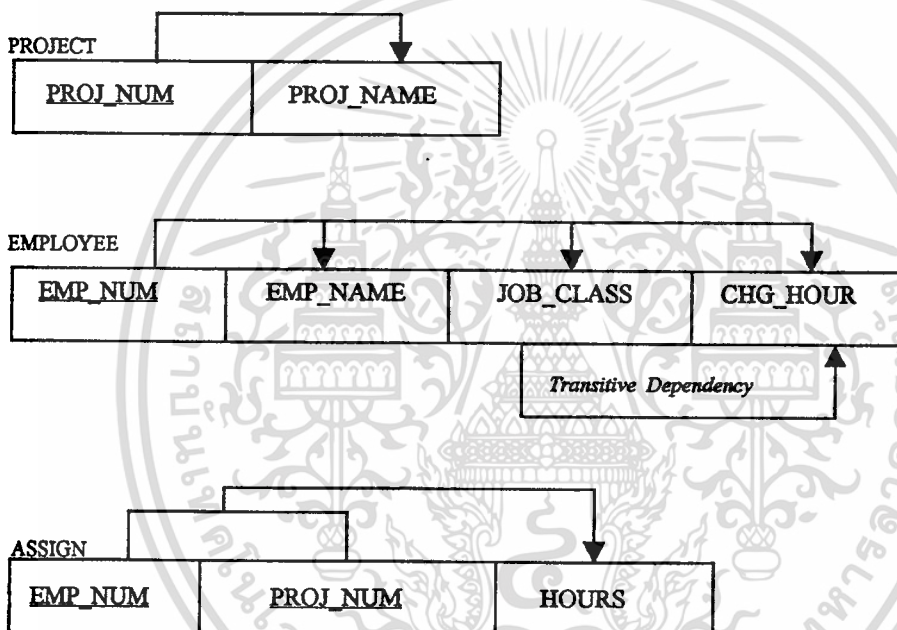 PROJECT
PROJ_NUM PROJ_NAME
EMPLOYEE
EMP_NUM EMP_NAME JOB_CLASS CHG_HOUR
Transitive Dependency
ASSIGN
EMP_NUM PROJ_NUM HOURS